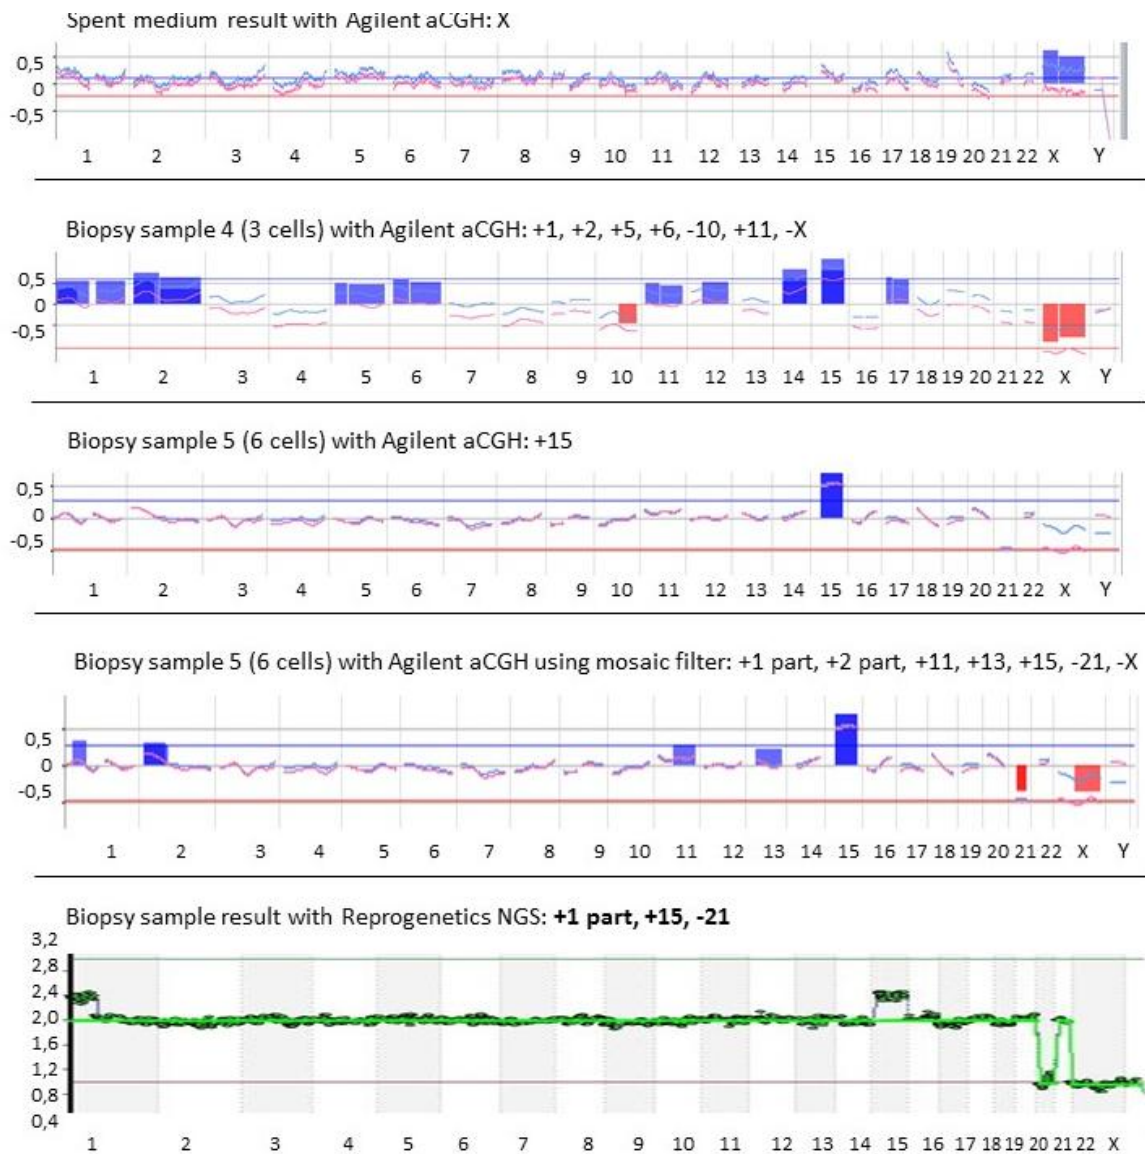 Spent medium result with Agilent aCGH: X
0,5
0
-0,5
1 2 3 4 5 6 7 8 9 10 11 12 13 14 15 16 17 18 19 20 21 22 X Y
Biopsy sample 4 (3 cells) with Agilent aCGH: +1, +2, +5, +6, -10, +11, -X
0,5
0
-0,5
1 2 3 4 5 6 7 8 9 10 11 12 13 14 15 16 17 18 19 20 21 22 X Y
Biopsy sample 5 (6 cells) with Agilent aCGH: +15
0,5
0
-0,5
1 2 3 4 5 6 7 8 9 10 11 12 13 14 15 16 17 18 19 20 21 22 X Y
Biopsy sample 5 (6 cells) with Agilent aCGH using mosaic filter: +1 part, +2 part, +11, +13, +15, -21, -X
0,5
0
-0,5
1 2 3 4 5 6 7 8 9 10 11 12 13 14 15 16 17 18 19 20 21 22 X Y
Biopsy sample result with Reprogenetics NGS: +1 part, +15, -21
3,2
2,8
2,4
2,0
1,6
1,2
0,8
0,4
1 2 3 4 5 6 7 8 9 10 11 12 13 14 15 16 17 18 19 20 21 22 X